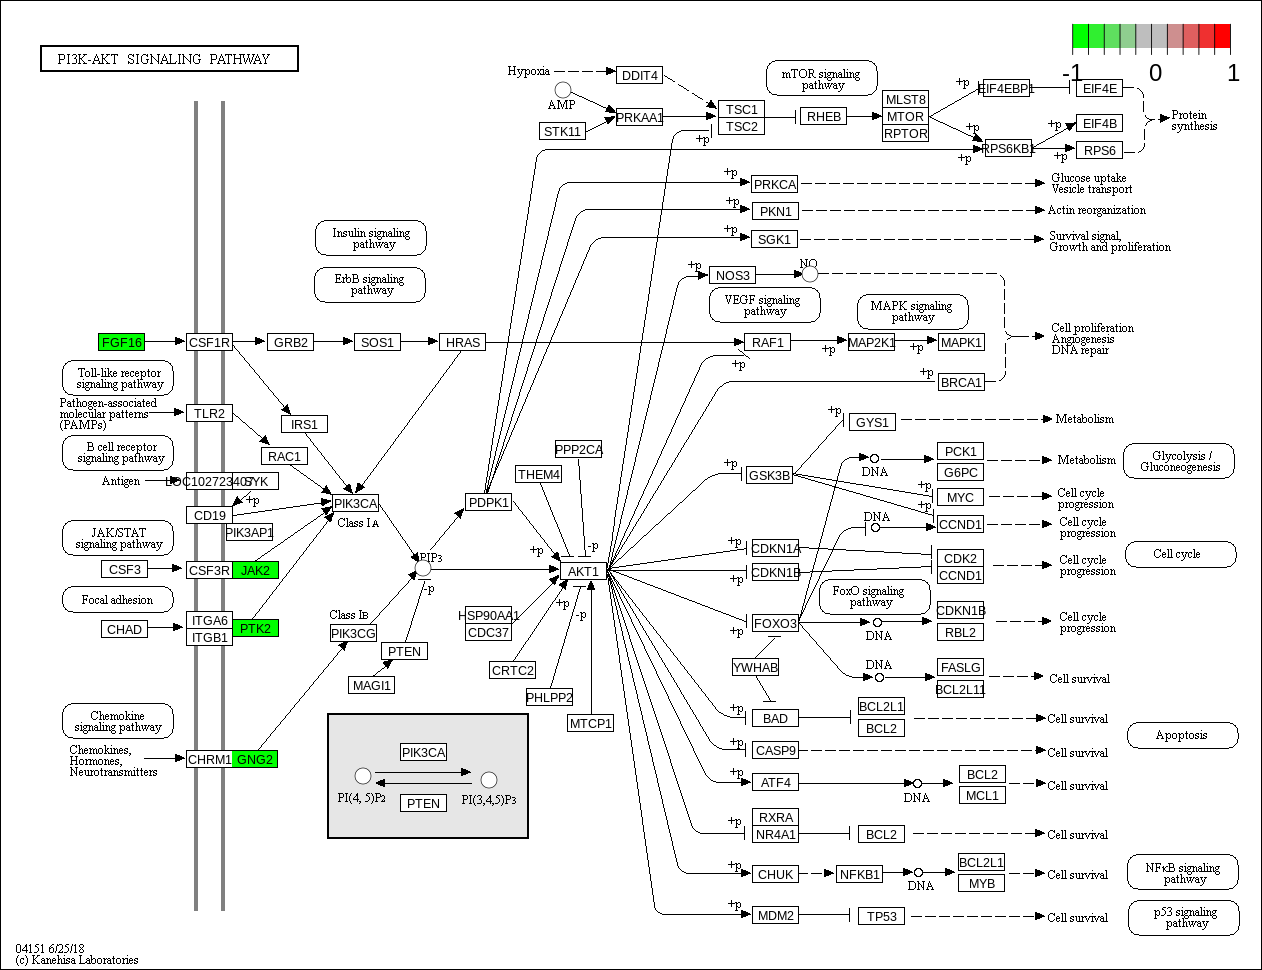 PI3K-AKT SIGNALING PATHWAY
-1 0 1
Hypoxia
DDIT4
mTOR signaling
pathway
AMP
STK11
PRKAA1
TSC1
TSC2
+p
RHEB
MLST8
MTOR
RPTOR
+p
EIF4EBP1
EIF4E
+p
RPS6KB1
+p
+p
EIF4B
+p
RPS6
Protein
synthesis
+p
PRKCA
Glucose uptake
Vesicle transport
+p
PKN1
Actin reorganization
+p
SGK1
Survival signal,
Growth and proliferation
Insulin signaling
pathway
ErbB signaling
pathway
+p
NOS3
NO
VEGF signaling
pathway
MAPK signaling
pathway
FGF16
CSF1R
GRB2
SOS1
HRAS
RAF1
+p
+p
MAP2K1
+p
MAPK1
Cell proliferation
Angiogenesis
DNA repair
+p
BRCA1
Toll-like receptor
signaling pathway
Pathogen-associated
molecular patterns
(PAMPs)
TLR2
IRS1
RAC1
B cell receptor
signaling pathway
Antigen
LOC102723407
SYK
+p
CD19
PIK3AP1
PIK3CA
Class IA
+p
GYS1
Metabolism
PPP2CA
THEM4
PDPK1
+p
GSK3B
DNA
PCK1
G6PC
Metabolism
Glycolysis /
Gluconeogenesis
+p
MYC
Cell cycle
progression
+p
DNA
CCND1
Cell cycle
progression
JAK/STAT
signaling pathway
CSF3
CSF3R
JAK2
PIP3
-p
+p
-p
AKT1
+p
CDKN1A
+p
CDKN1B
CDK2
CCND1
Cell cycle
progression
Cell cycle
Focal adhesion
CHAD
ITGA6
ITGB1
PTK2
Class IB
PIK3CG
PTEN
MAGI1
HSP90AA1
CDC37
+p
-p
CRTC2
PHLPP2
MTCP1
FoxO signaling
pathway
+p
FOXO3
DNA
CDKN1B
RBL2
Cell cycle
progression
YWHAB
DNA
FASLG
BCL2L11
Cell survival
Chemokine
signaling pathway
Chemokines,
Hormones,
Neurotransmitters
CHRM1
GNG2
+p
BAD
BCL2L1
BCL2
Cell survival
Apoptosis
+p
CASP9
Cell survival
PIK3CA
PI(4, 5)P2
PI(3,4,5)P3
PTEN
+p
ATF4
DNA
BCL2
MCL1
Cell survival
+p
RXRA
NR4A1
BCL2
Cell survival
+p
CHUK
NFKB1
DNA
BCL2L1
MYB
Cell survival
NFκB signaling
pathway
+p
MDM2
TP53
Cell survival
p53 signaling
pathway
04151 6/25/18
(c) Kanehisa Laboratories